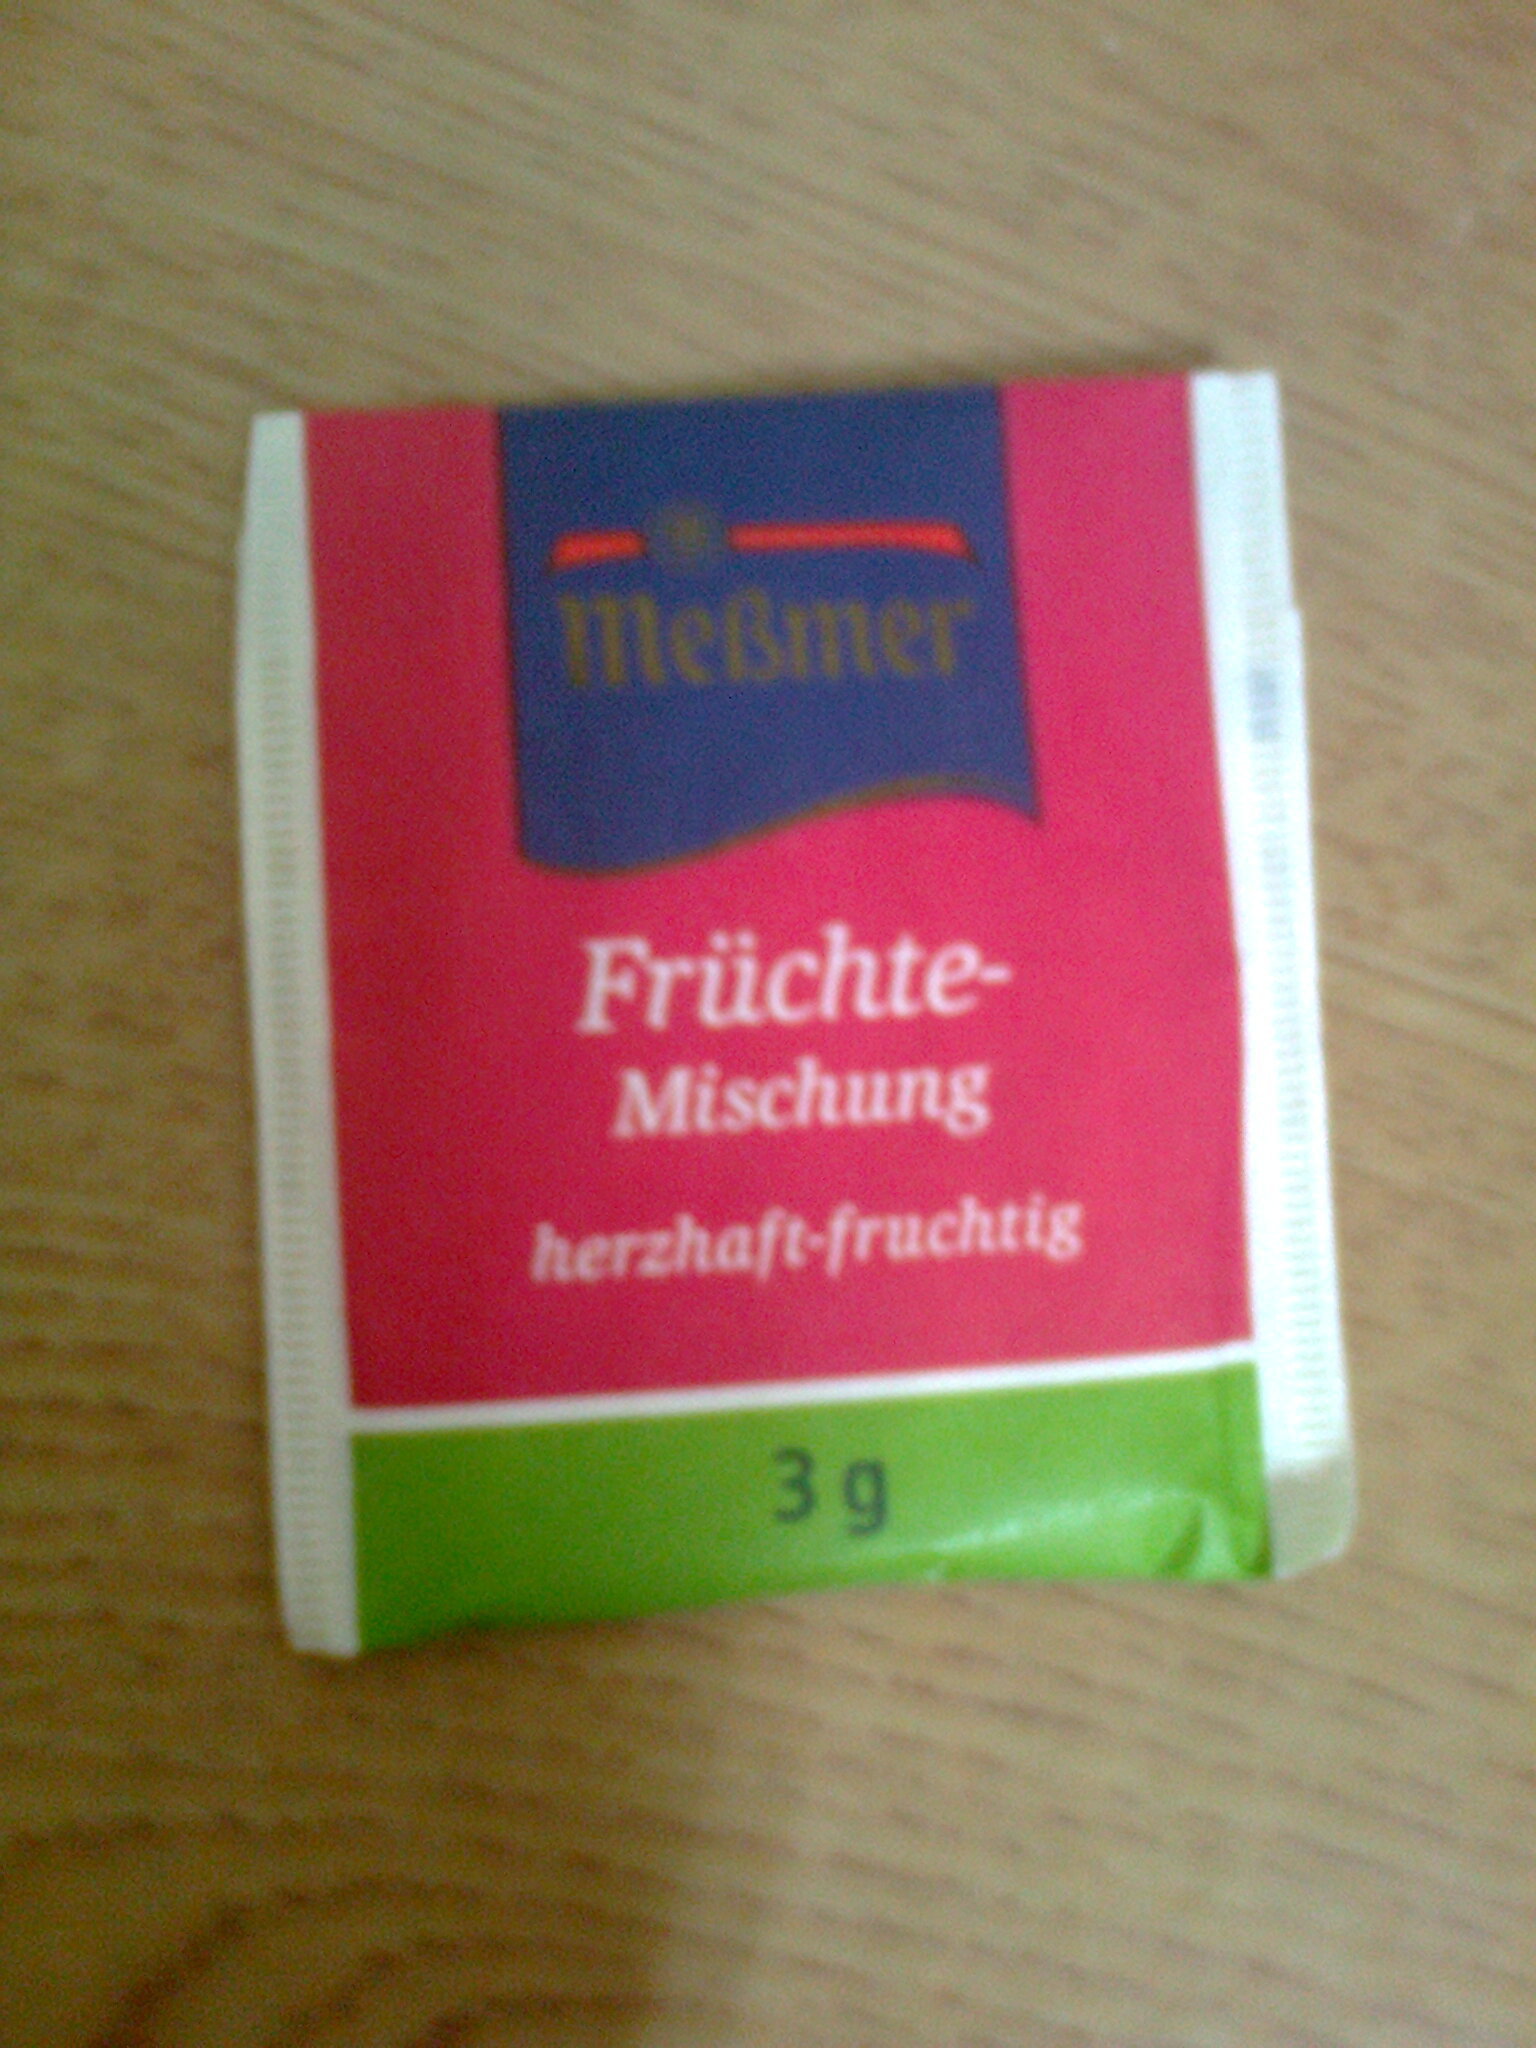 Meßmer
Früchte-
Mischung
herzhaft-fruchtig
3 g